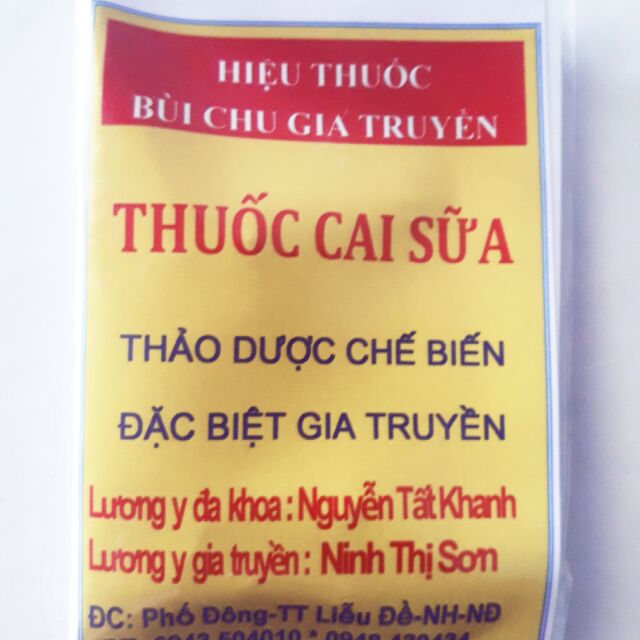 HIỆU THUỐC
BÙI CHU GIA TRUYỀN
THUỐC CAI SỮA
THẢO DƯỢC CHẾ BIẾN
ĐẶC BIỆT GIA TRUYỀN
Lương y đa khoa : Nguyễn Tất Khanh
Lương y gia truyền : Ninh Thị Sơn
ĐC: Phố Đông-TT Liễu Đề-NH-NĐ